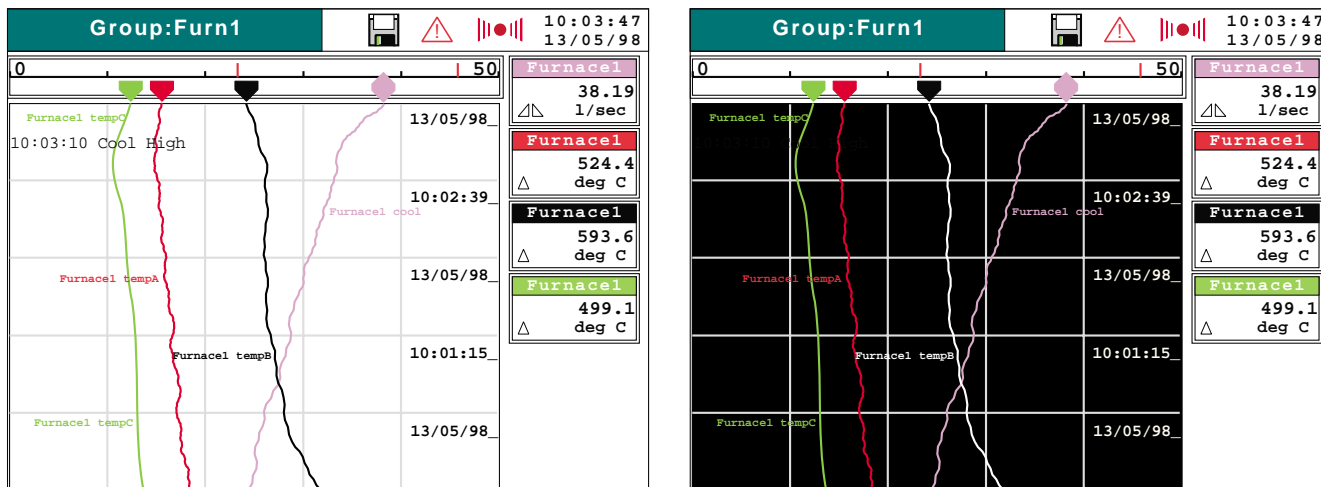 Group:Furn1
10:03:47
13/05/98
0
50
Furnace1
38.19
l/sec
Furnace1
524.4
deg C
Furnace1
593.6
deg C
Furnace1
499.1
deg C
Furnace1 tempC
13/05/98_
10:03:10 Cool High
10:02:39_
Furnace1 cool
Furnace1 tempA
13/05/98_
Furnace1 tempB
10:01:15_
Furnace1 tempC
13/05/98_
Group:Furn1
10:03:47
13/05/98
0
50
Furnace1
38.19
l/sec
Furnace1
524.4
deg C
Furnace1
593.6
deg C
Furnace1
499.1
deg C
Furnace1 tempC
13/05/98_
10:03:10 Cool High
10:02:39_
Furnace1 cool
Furnace1 tempA
13/05/98_
Furnace1 tempB
10:01:15_
Furnace1 tempC
13/05/98_